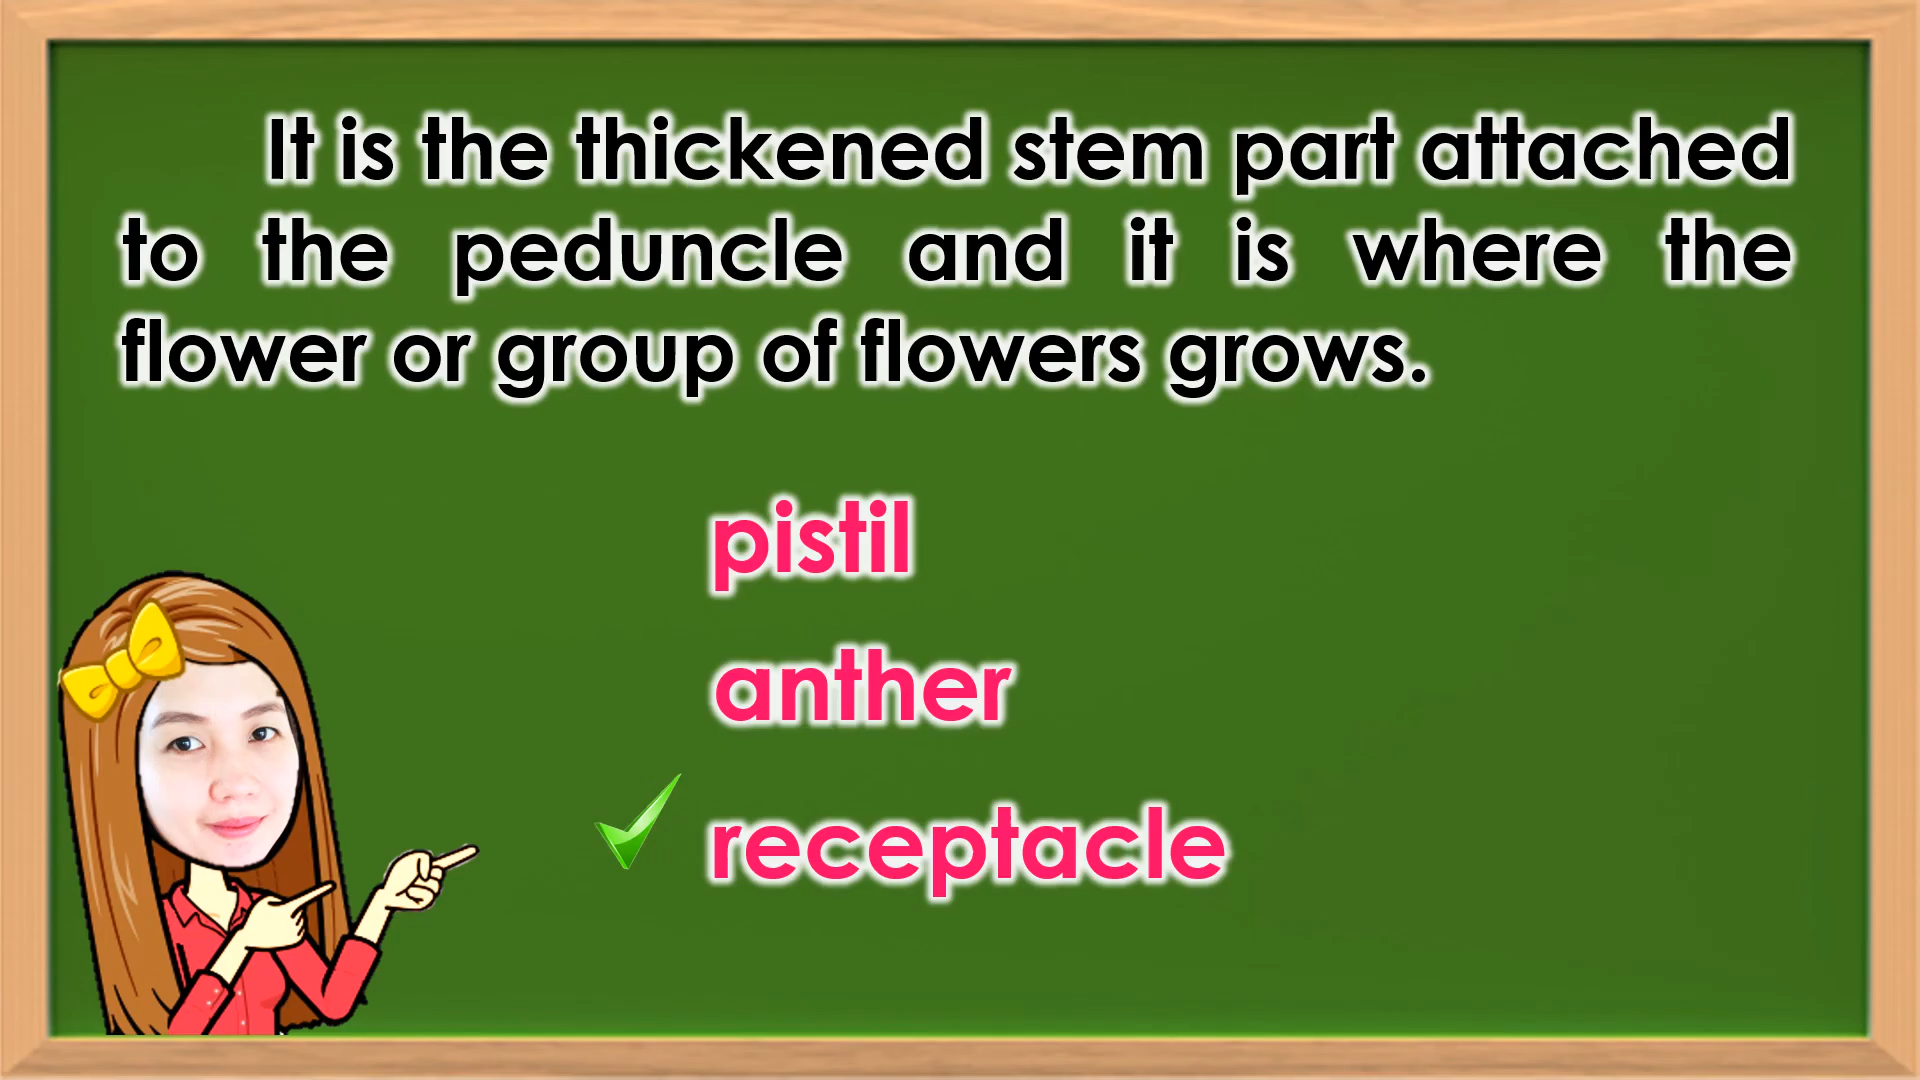 It is the thickened stem part attached
to the peduncle and it is where the
flower or group of flowers grows.
pistil
anther
receptacle